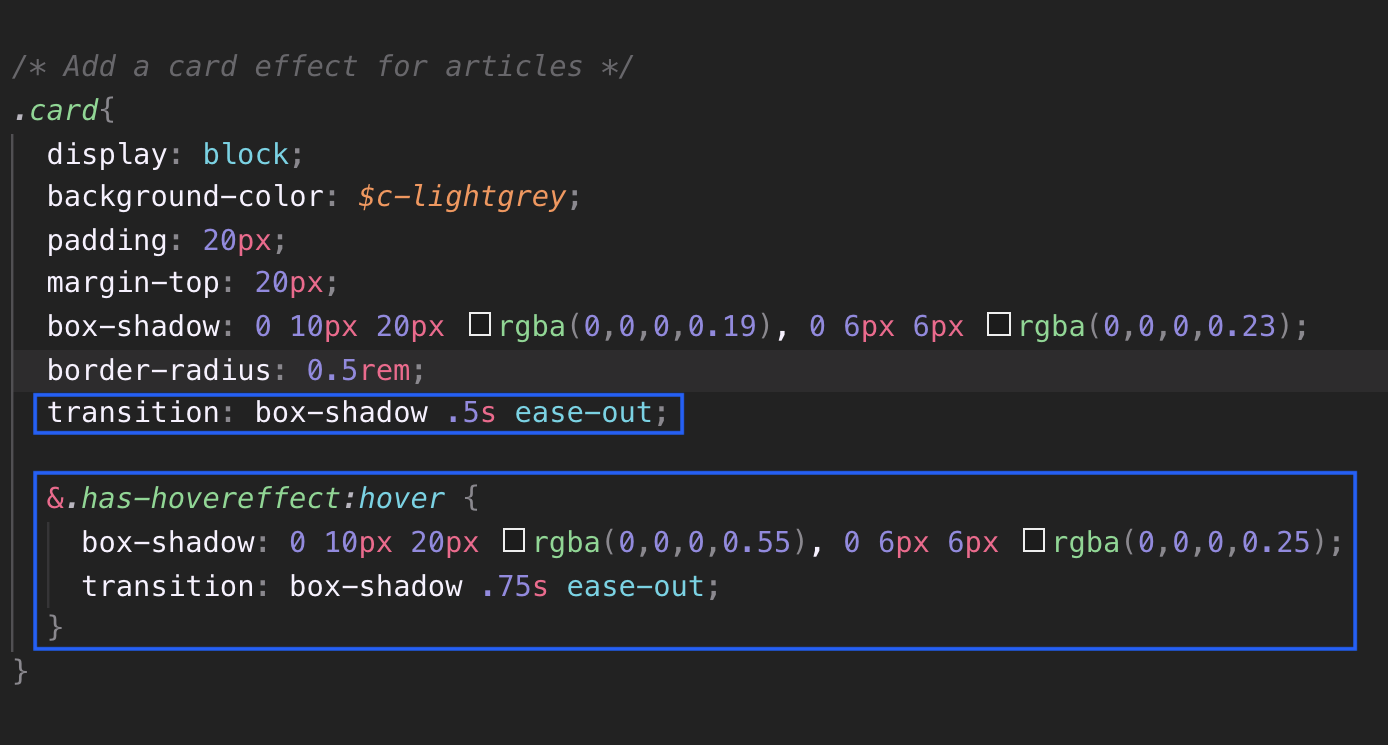 /* Add a card effect for articles */
.card{
display: block;
background-color: $c-lightgrey;
padding: 20px;
margin-top: 20px;
box-shadow: 0 10px 20px rgba(0,0,0,0.19), 0 6px 6px rgba(0,0,0,0.23);
border-radius: 0.5rem;
transition: box-shadow .5s ease-out;
&.has-hovereffect:hover {
box-shadow: 0 10px 20px rgba(0,0,0,0.55), 0 6px 6px rgba(0,0,0,0.25);
transition: box-shadow .75s ease-out;
}
}